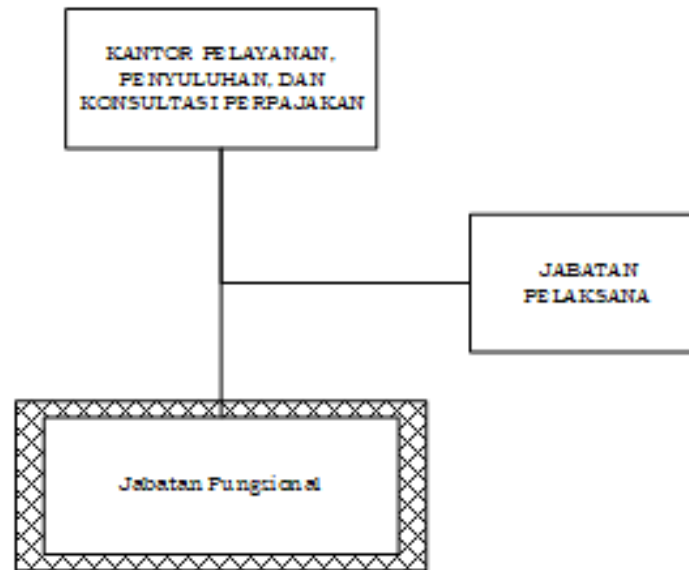 KANTOR PELAYANAN,
PENYULUHAN, DAN
KONSULTASI PERPAJAKAN
JABATAN
PELAKSANA
Jabatan Fungsional